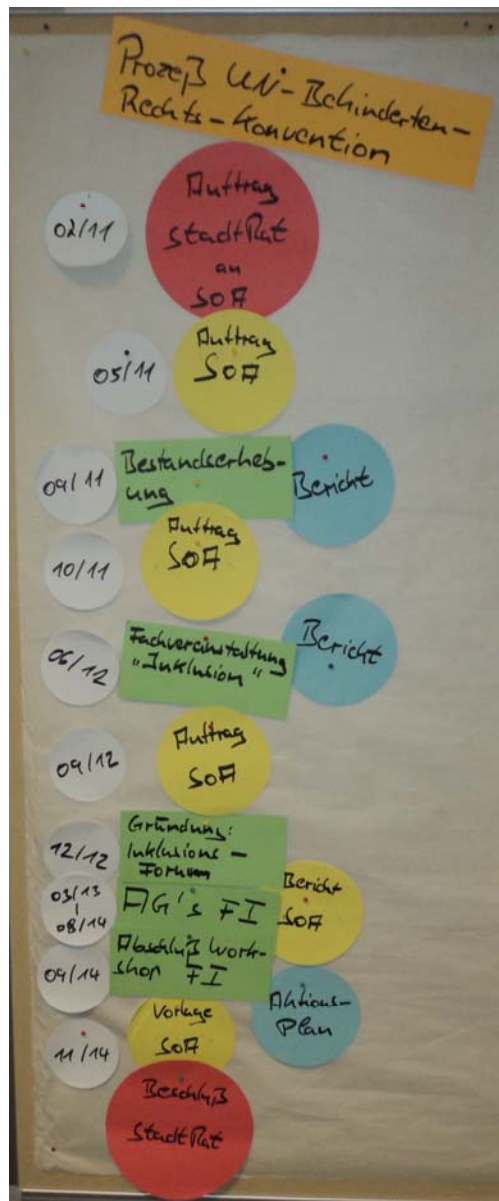 Prozeß UN-Behinderten-
Rechts-Konvention
02/11
Auftrag
StadtRat
an
SOA
05/11
Auftrag
SOA
09/11
Bestandserheb-
ung
Bericht
10/11
Auftrag
SOA
06/12
Fachveranstaltung
"Inklusion"
Bericht
09/12
Auftrag
SOA
12/12
Gründung:
Inklusions-
Forum
03/13
-
08/14
AG's FI
Bericht
SOA
09/14
Abschluß Work-
shop FI
Aktions-
Plan
11/14
Vorlage
SOA
Beschluß
StadtRat